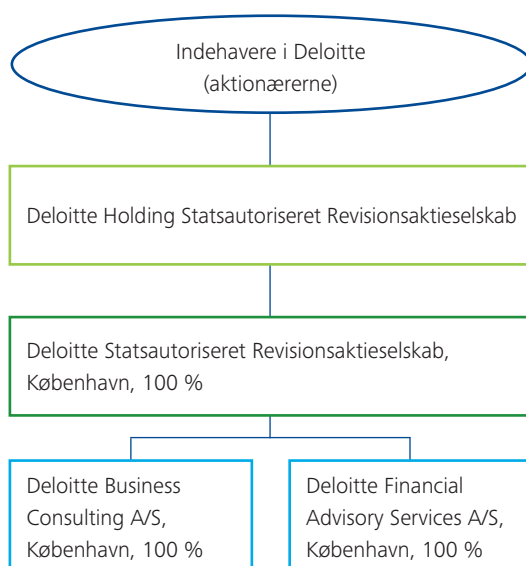 Indehavere i Deloitte
(aktionærerne)
Deloitte Holding Statsautoriseret Revisionsaktieselskab
Deloitte Statsautoriseret Revisionsaktieselskab,
København, 100 %
Deloitte Business
Consulting A/S,
København, 100 %
Deloitte Financial
Advisory Services A/S,
København, 100 %